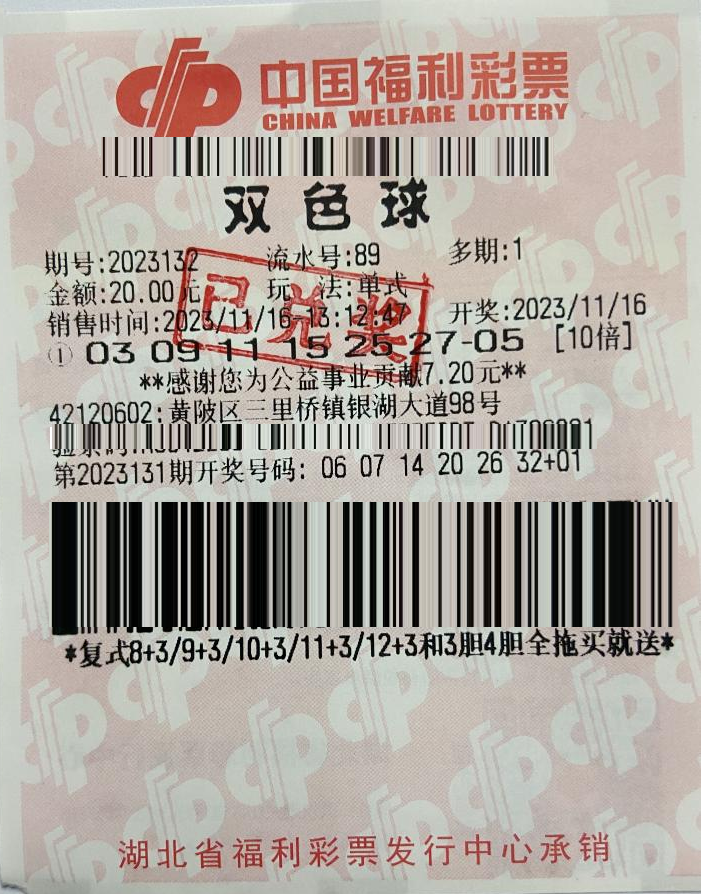 中国福利彩票
CHINA WELFARE LOTTERY
双色球
期号:2023132 流水号:89 多期:1
金额:20.00元 玩 法:单式
销售时间:2023/11/16-13:12:47 开奖:2023/11/16
已兑奖
① 03 09 11 15 25 27-05 [10倍]
**感谢您为公益事业贡献7.20元**
42120602:黄陂区三里桥镇银湖大道98号
第2023131期开奖号码: 06 07 14 20 26 32+01
*复式8+3/9+3/10+3/11+3/12+3和3胆4胆全拖买就送*
湖北省福利彩票发行中心承销